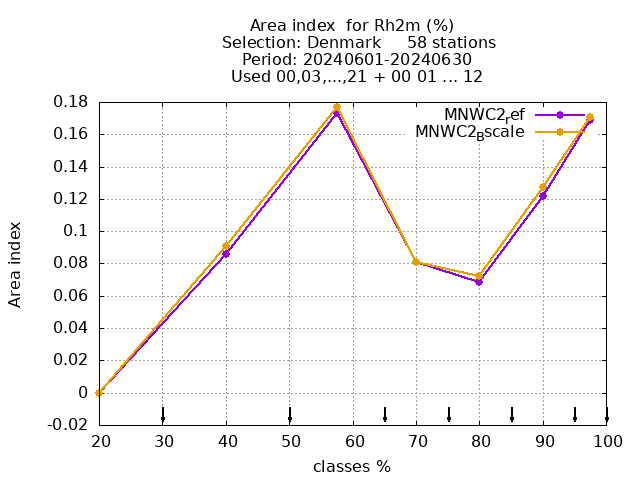 Area index  for Rh2m (%)
Selection: Denmark     58 stations
Period: 20240601-20240630
Used 00,03,...,21 + 00 01 ... 12
MNWC2ref
MNWC2Bscale
0.18
0.16
0.14
0.12
0.1
0.08
0.06
0.04
0.02
0
-0.02
Area index
20 30 40 50 60 70 80 90 100
classes %